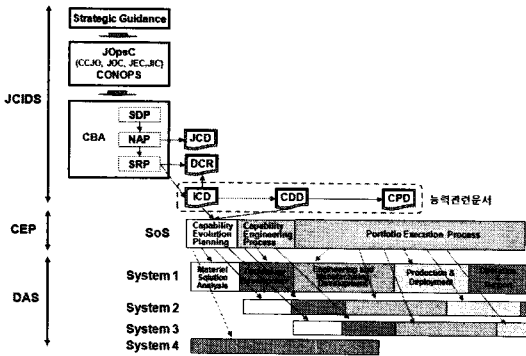 Strategic Guidance
JOpsC
(CCJO, JOC, JEC, JIC)
CONOPS
JCIDS
SDP
CBA
NAP
JCD
SRP
DCR
ICD
CDD
CPD
능력관련문서
CEP
SoS
Capability
Evolution
Planning
Capability
Engineering
Process
Portfolio Execution Process
DAS
System 1
Materiel
Solution
Analysis
Engineering and
Manufacturing
Development
Production &
Deployment
System 2
System 3
System 4